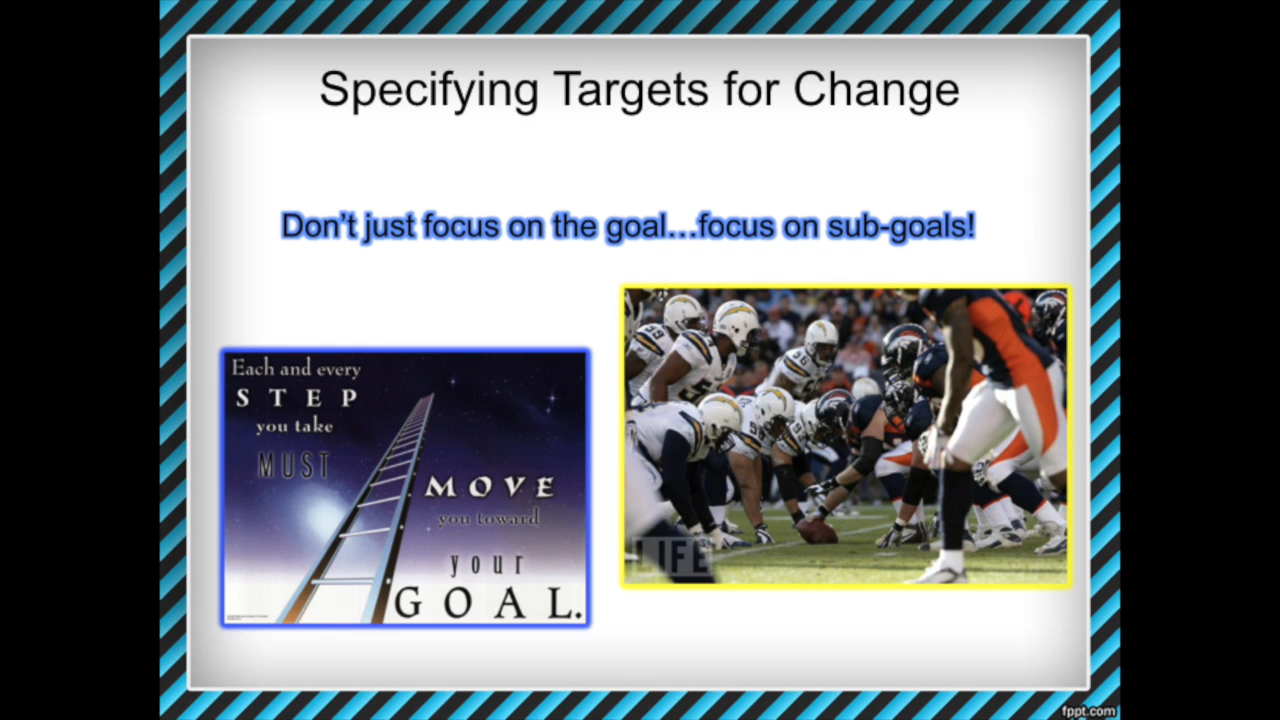 Specifying Targets for Change
Don't just focus on the goal...focus on sub-goals!
Each and every
STEP
you take
MUST
MOVE
you toward
your
GOAL.
LIFE
fppt.com